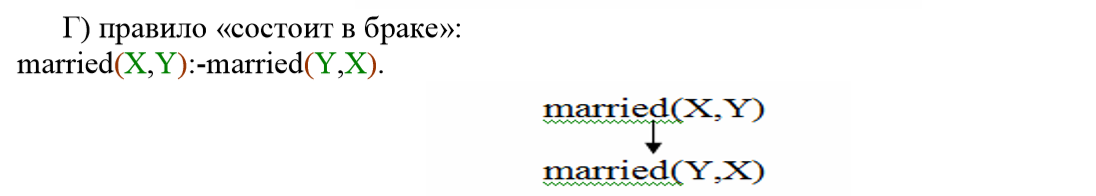 Г) правило «состоит в браке»:
married(X,Y):-married(Y,X).
married(X,Y)
married(Y,X)